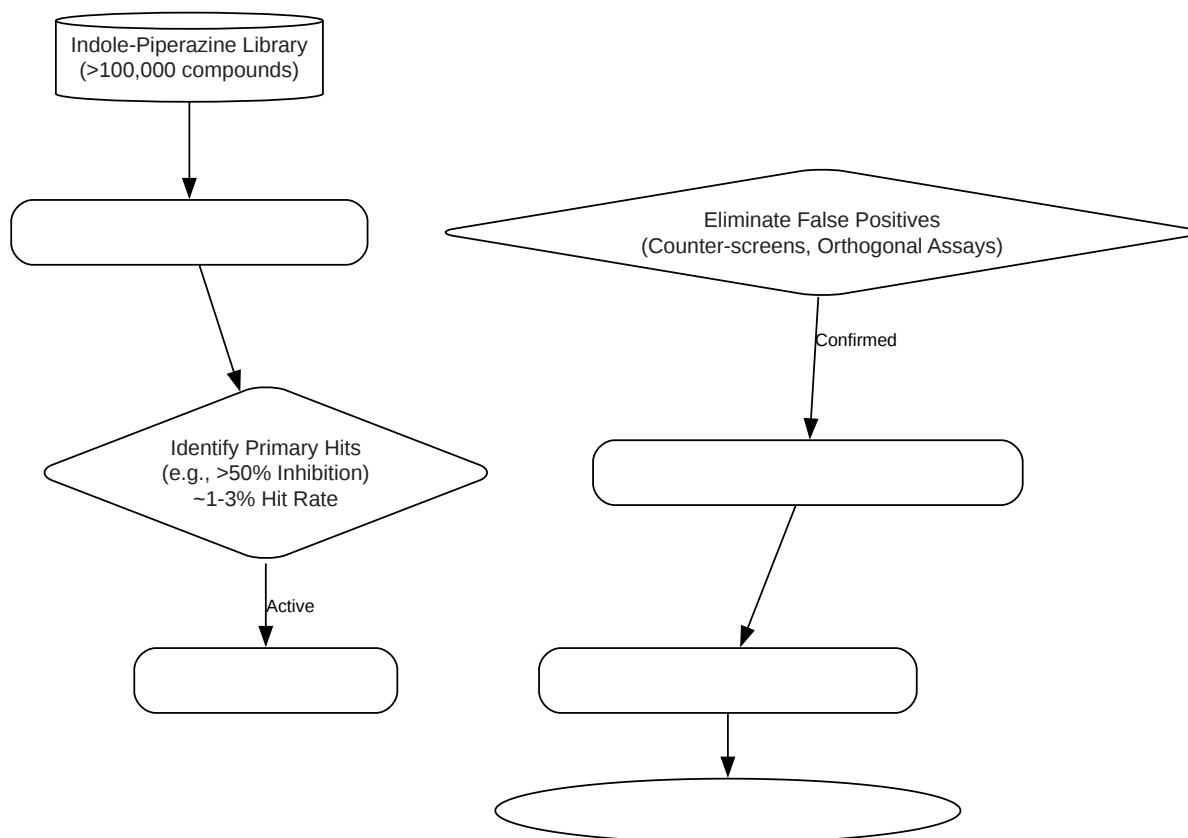 Indole-Piperazine Library
(>100,000 compounds)
Identify Primary Hits
(e.g., >50% Inhibition)
~1-3% Hit Rate
Active
Eliminate False Positives
(Counter-screens, Orthogonal Assays)
Confirmed